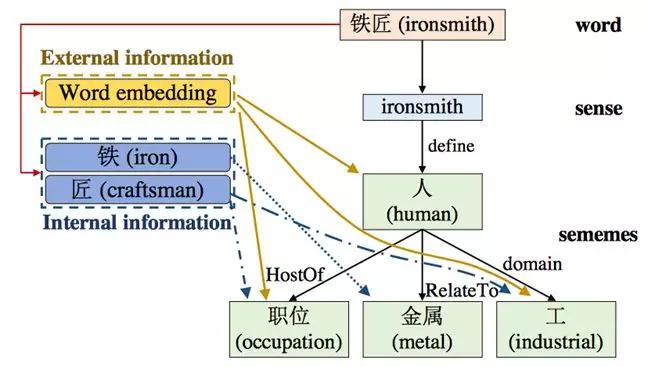 铁匠 (ironsmith)
word
External information
Word embedding
ironsmith
sense
define
铁 (iron)
匠 (craftsman)
Internal information
人
(human)
sememes
HostOf
RelateTo
domain
职位
(occupation)
金属
(metal)
工
(industrial)